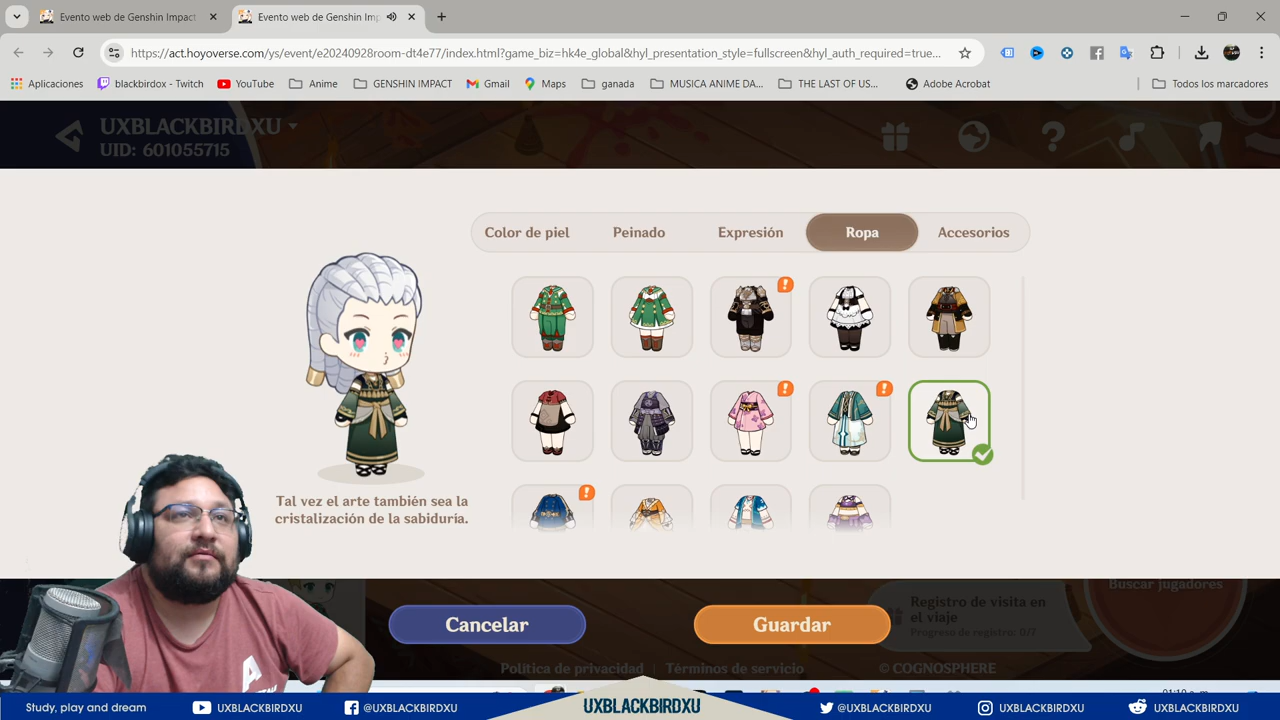 Evento web de Genshin Impact
Evento web de Genshin Im
https://act.hoyoverse.com/ys/event/e20240928room-dt4e77/index.html?game_biz=hk4e_global&hyl_presentation_style=fullscreen&hyl_auth_required=true...
Aplicaciones
blackbirdox - Twitch
YouTube
Anime
GENSHIN IMPACT
Gmail
Maps
ganada
MUSICA ANIME DA...
THE LAST OF US...
Adobe Acrobat
Todos los marcadores
UXBLACKBIRDXU
UID: 601055715
Color de piel
Peinado
Expresión
Ropa
Accesorios
Tal vez el arte también sea la
cristalización de la sabiduría.
Buscar jugadores
Registro de visita en
el viaje
Progreso de registro: 0/7
Cancelar
Guardar
Política de privacidad
Términos de servicio
© COGNOSPHERE
Study, play and dream
UXBLACKBIRDXU
@UXBLACKBIRDXU
UXBLACKBIRDXU
@UXBLACKBIRDXU
UXBLACKBIRDXU
UXBLACKBIRDXU